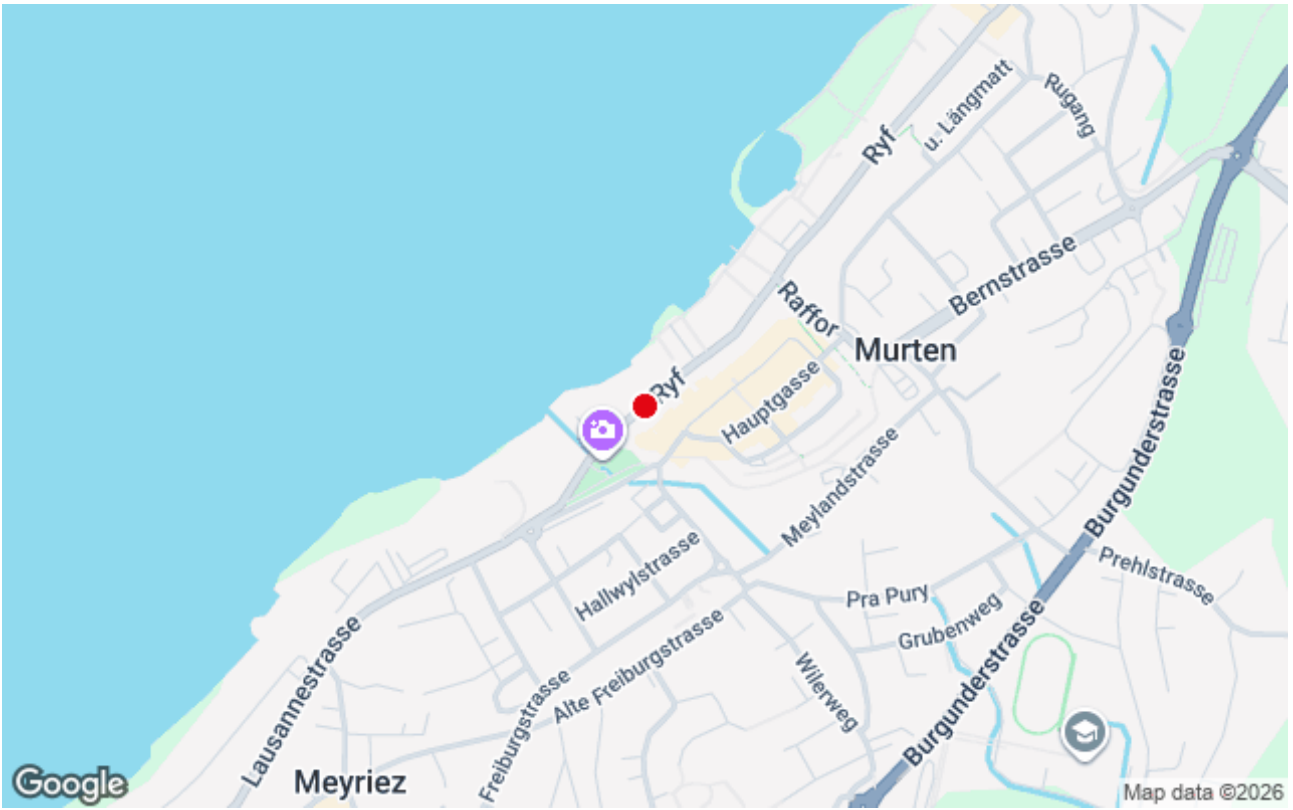 u. Längmatt
Rugang
Ryf
Bernstrasse
Raffor
Murten
Ryf
Hauptgasse
Burgunderstrasse
Meylandstrasse
Prehlstrasse
Hallwylstrasse
Pra Pury
Grubenweg
Lausannestrasse
Alte Freiburgstrasse
Freiburgstrasse
Wilerweg
Burgunderstrasse
Meyriez
Google
Map data ©2026